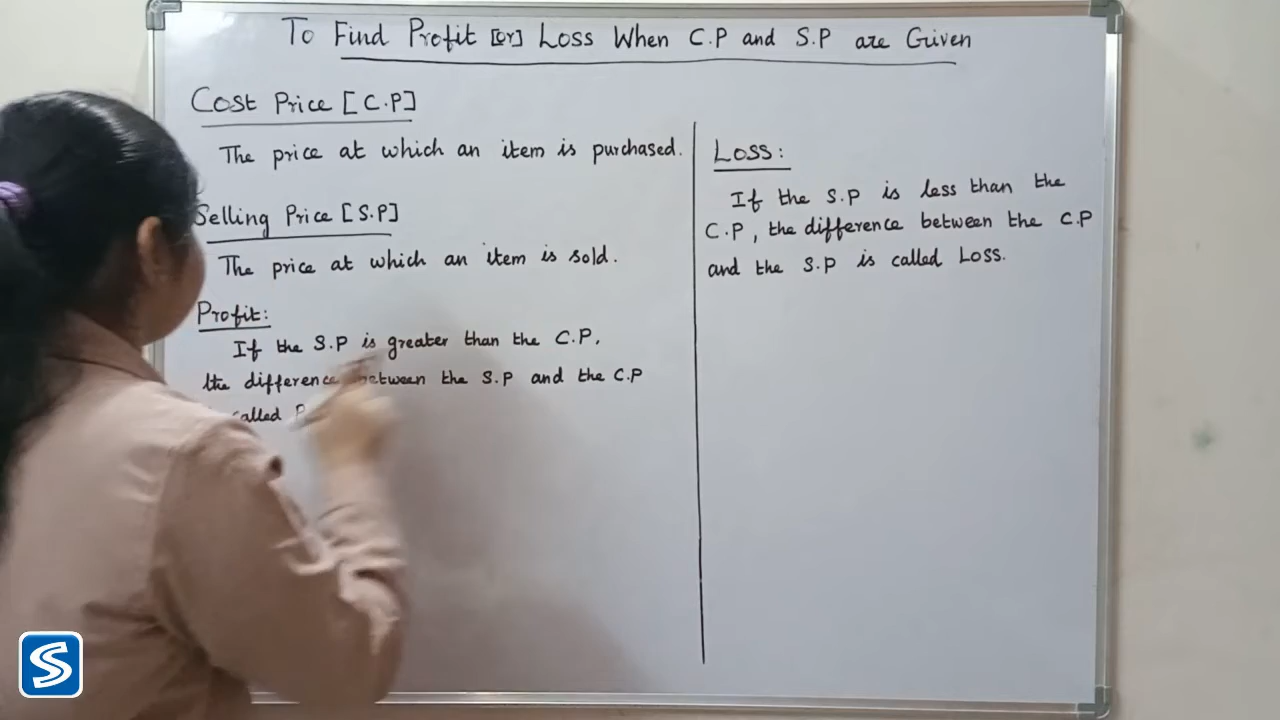 To Find Profit [or] Loss When C.P and S.P are Given
Cost Price [C.P]
The price at which an item is purchased.
Selling Price [S.P]
The price at which an item is sold.
Profit:
If the S.P is greater than the C.P,
the difference between the S.P and the C.P
called
Loss:
If the S.P is less than the
C.P, the difference between the C.P
and the S.P is called Loss.